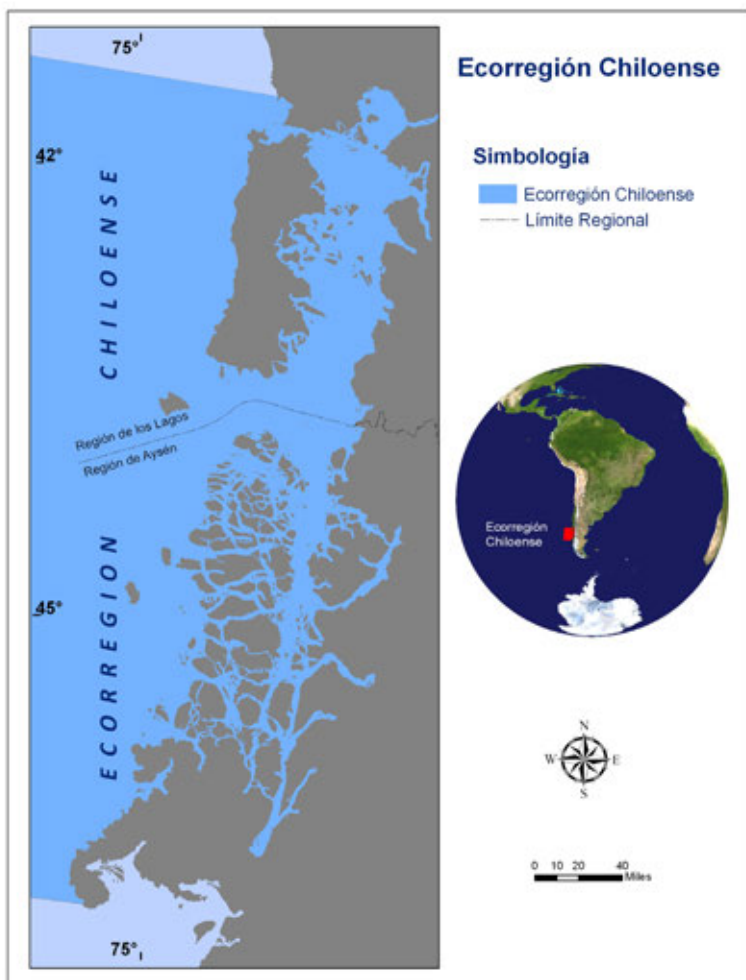 Ecorregión Chiloense
Simbología
Ecorregión Chiloense
Límite Regional
75°
42°
ECORREGION CHILOENSE
Región de los Lagos
Región de Aysén
45°
75°
Ecorregión
Chiloense
N
W E
S
0 10 20 40
Miles